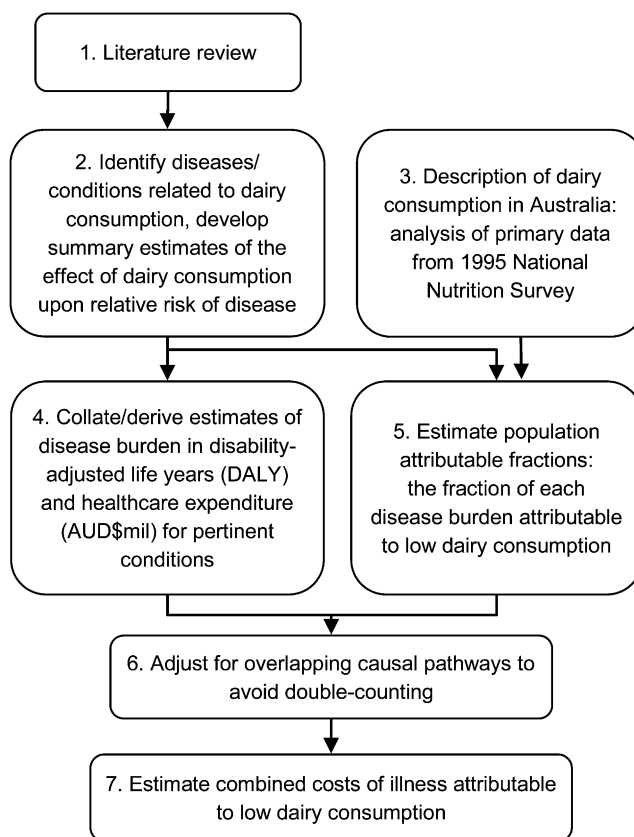 1. Literature review
2. Identify diseases/
conditions related to dairy
consumption, develop
summary estimates of the
effect of dairy consumption
upon relative risk of disease
3. Description of dairy
consumption in Australia:
analysis of primary data
from 1995 National
Nutrition Survey
4. Collate/derive estimates of
disease burden in disability-
adjusted life years (DALY)
and healthcare expenditure
(AUD$mil) for pertinent
conditions
5. Estimate population
attributable fractions:
the fraction of each
disease burden attributable
to low dairy consumption
6. Adjust for overlapping causal pathways to
avoid double-counting
7. Estimate combined costs of illness attributable
to low dairy consumption